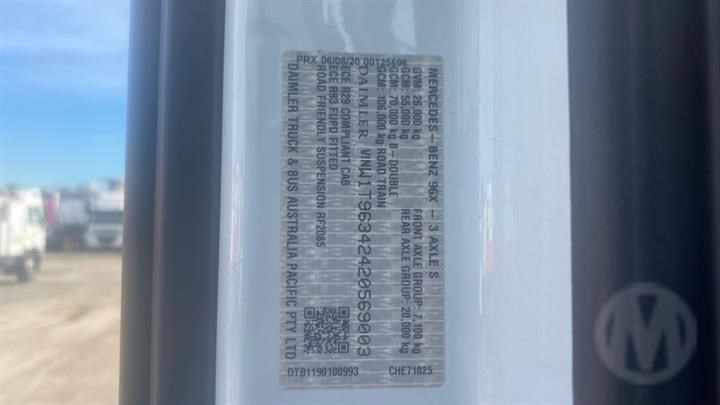 MERCEDES-BENZ 96X - 3 AXLE S
GVM: 26,000 kg FRONT AXLE GROUP: 7,100 kg
GCM: 55,000 kg REAR AXLE GROUP: 20,000 kg
GCM: 70,000 kg B-DOUBLE
GCM: 106,000 kg ROAD TRAIN
DAIMLER VNW1T96342420569003
ECE R29 COMPLIANT CAB
ECE R93 FUPD FITTED
ROAD FRIENDLY SUSPENSION RF2085
DAIMLER TRUCK & BUS AUSTRALIA PACIFIC PTY LTD
PRX 06/08/20 00125696
DTB1190100993 CHE71025
M